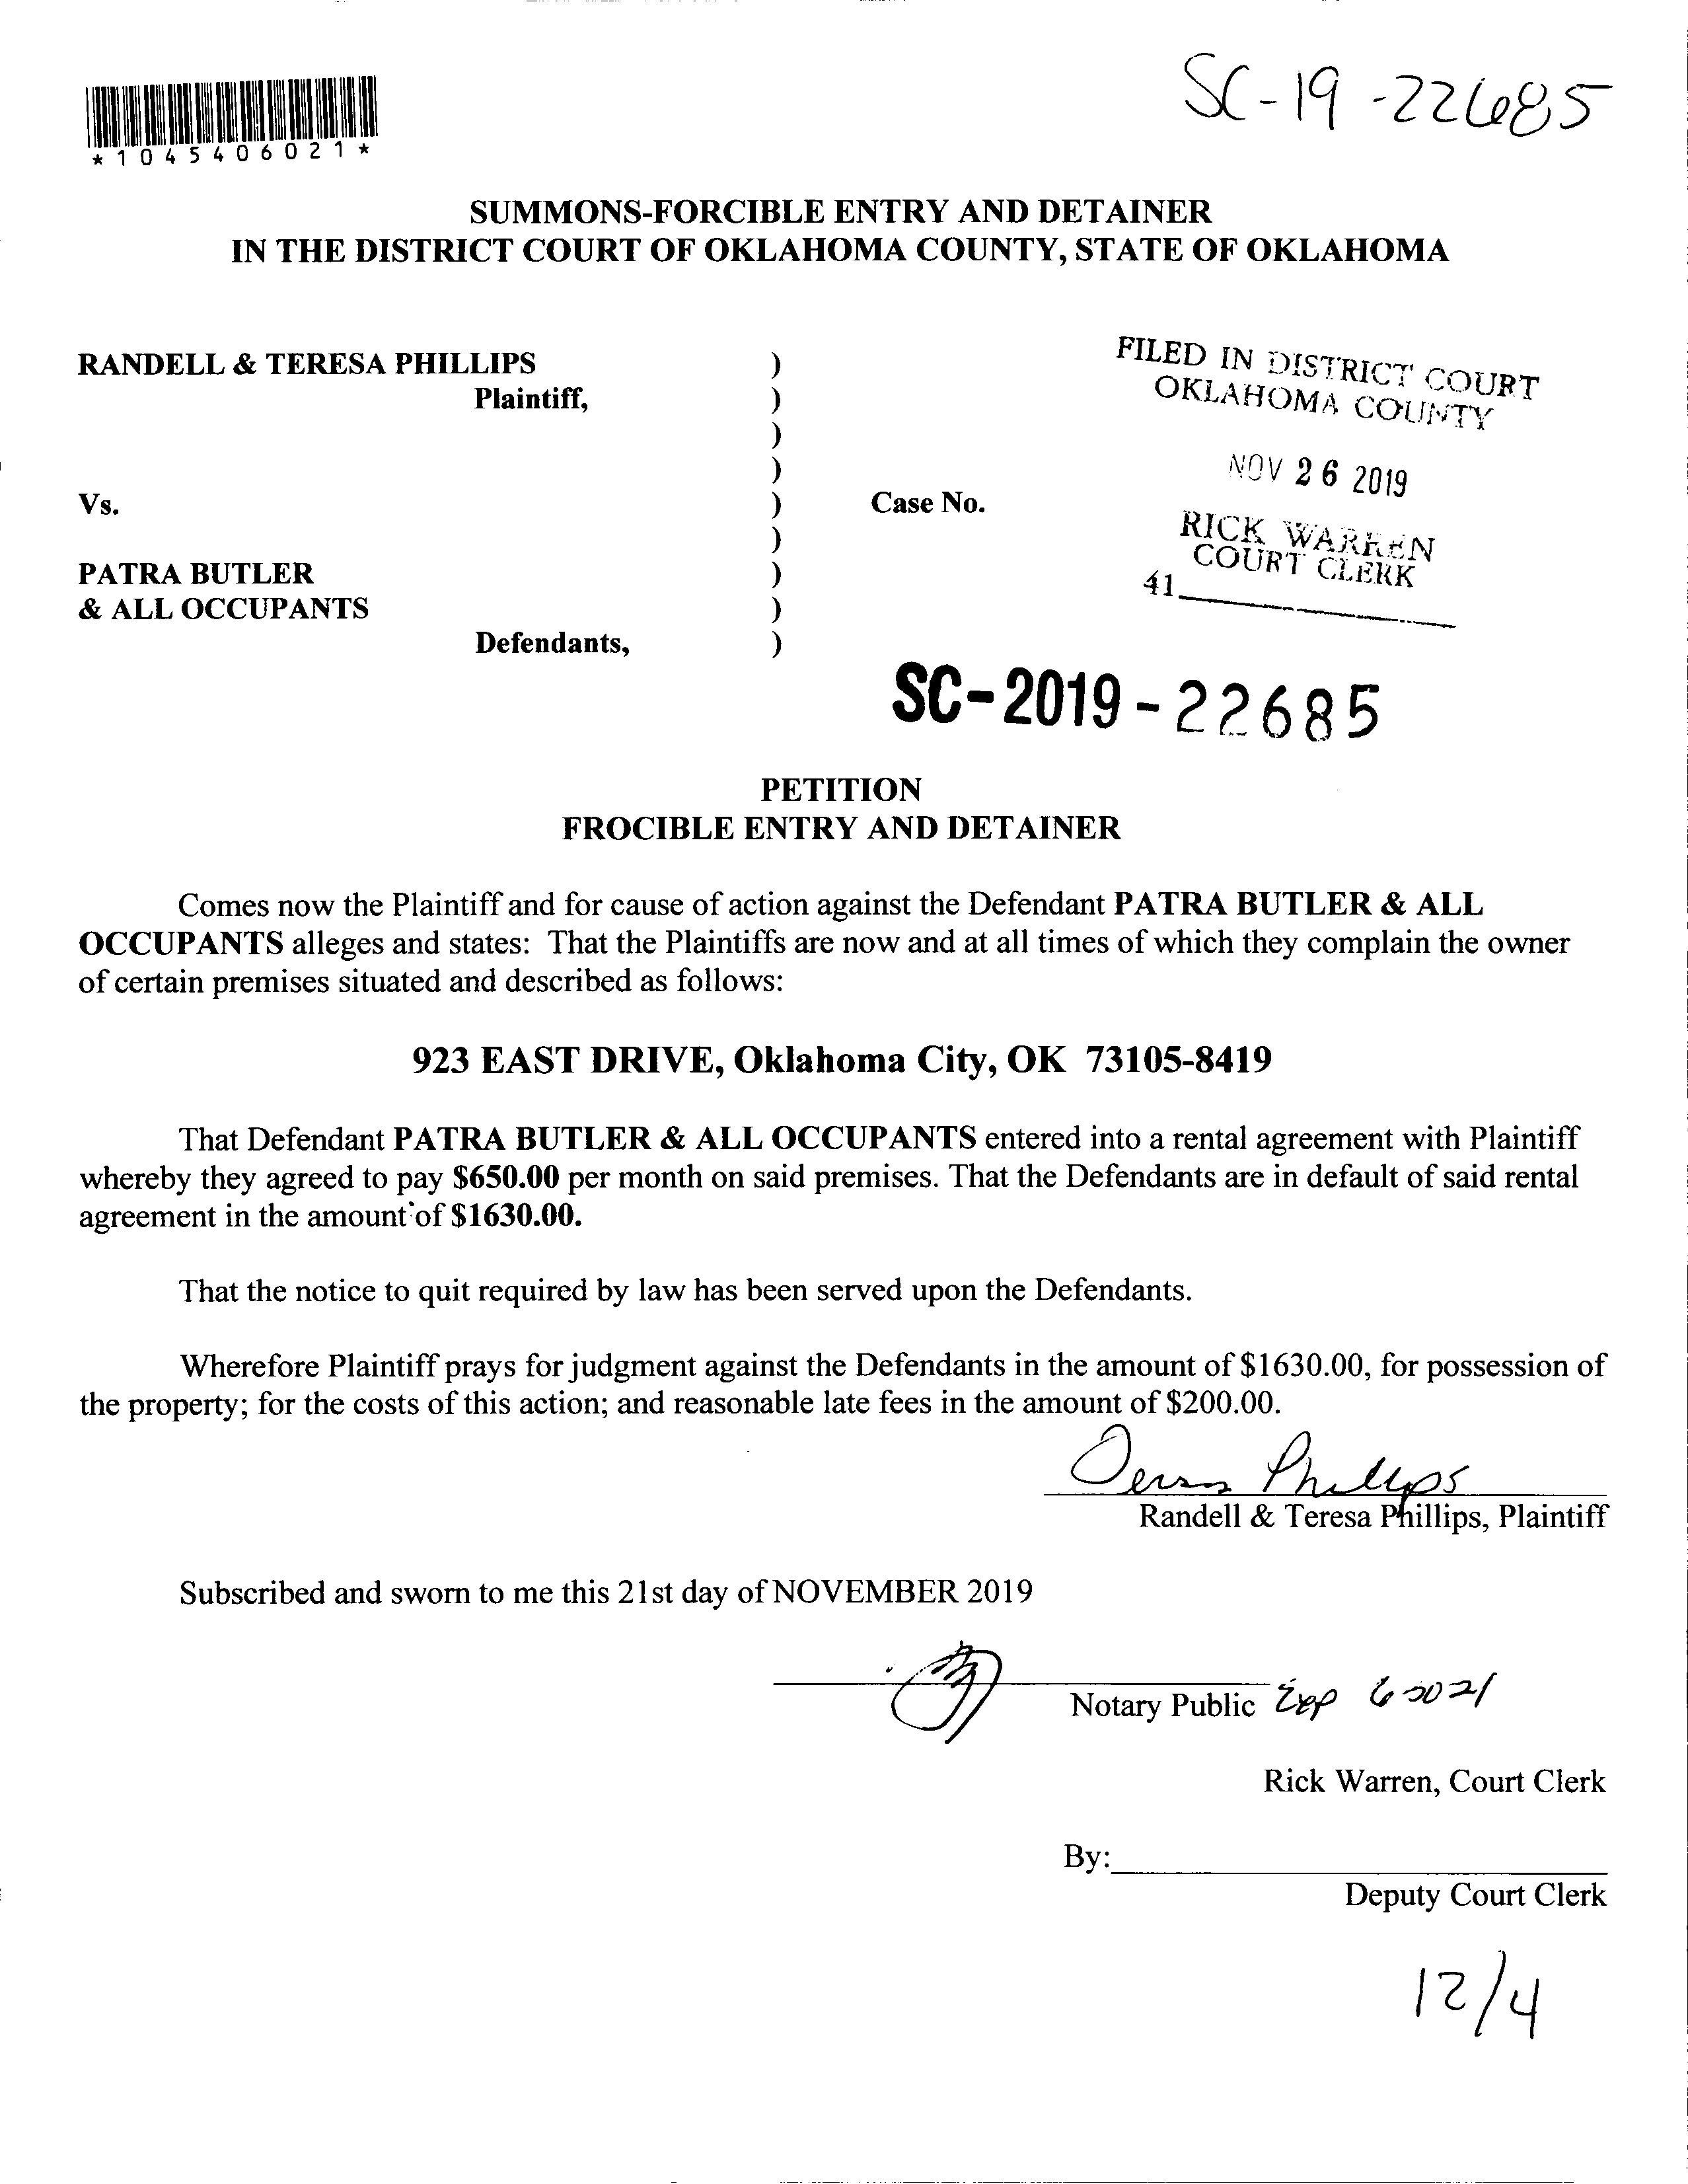 SC-19-22685
*1045406021*
SUMMONS-FORCIBLE ENTRY AND DETAINER
IN THE DISTRICT COURT OF OKLAHOMA COUNTY, STATE OF OKLAHOMA
RANDELL & TERESA PHILLIPS )
Plaintiff, )
)
)
Vs. ) Case No.
)
PATRA BUTLER )
& ALL OCCUPANTS )
Defendants, )
FILED IN DISTRICT COURT
OKLAHOMA COUNTY
NOV 26 2019
RICK WARREN
COURT CLERK
41
SC-2019-22685
PETITION
FROCIBLE ENTRY AND DETAINER
Comes now the Plaintiff and for cause of action against the Defendant PATRA BUTLER & ALL
OCCUPANTS alleges and states: That the Plaintiffs are now and at all times of which they complain the owner
of certain premises situated and described as follows:
923 EAST DRIVE, Oklahoma City, OK 73105-8419
That Defendant PATRA BUTLER & ALL OCCUPANTS entered into a rental agreement with Plaintiff
whereby they agreed to pay $650.00 per month on said premises. That the Defendants are in default of said rental
agreement in the amount of $1630.00.
That the notice to quit required by law has been served upon the Defendants.
Wherefore Plaintiff prays for judgment against the Defendants in the amount of $1630.00, for possession of
the property; for the costs of this action; and reasonable late fees in the amount of $200.00.
Phillips
Randell & Teresa Phillips, Plaintiff
Subscribed and sworn to me this 21st day of NOVEMBER 2019
Notary Public Exp
Rick Warren, Court Clerk
By:
Deputy Court Clerk
12/4